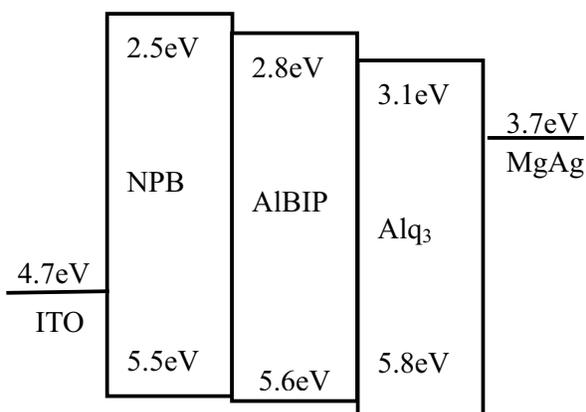 2.5eV
2.8eV
3.1eV
3.7eV
MgAg
NPB
AlBIP
Alq₃
4.7eV
ITO
5.5eV
5.6eV
5.8eV